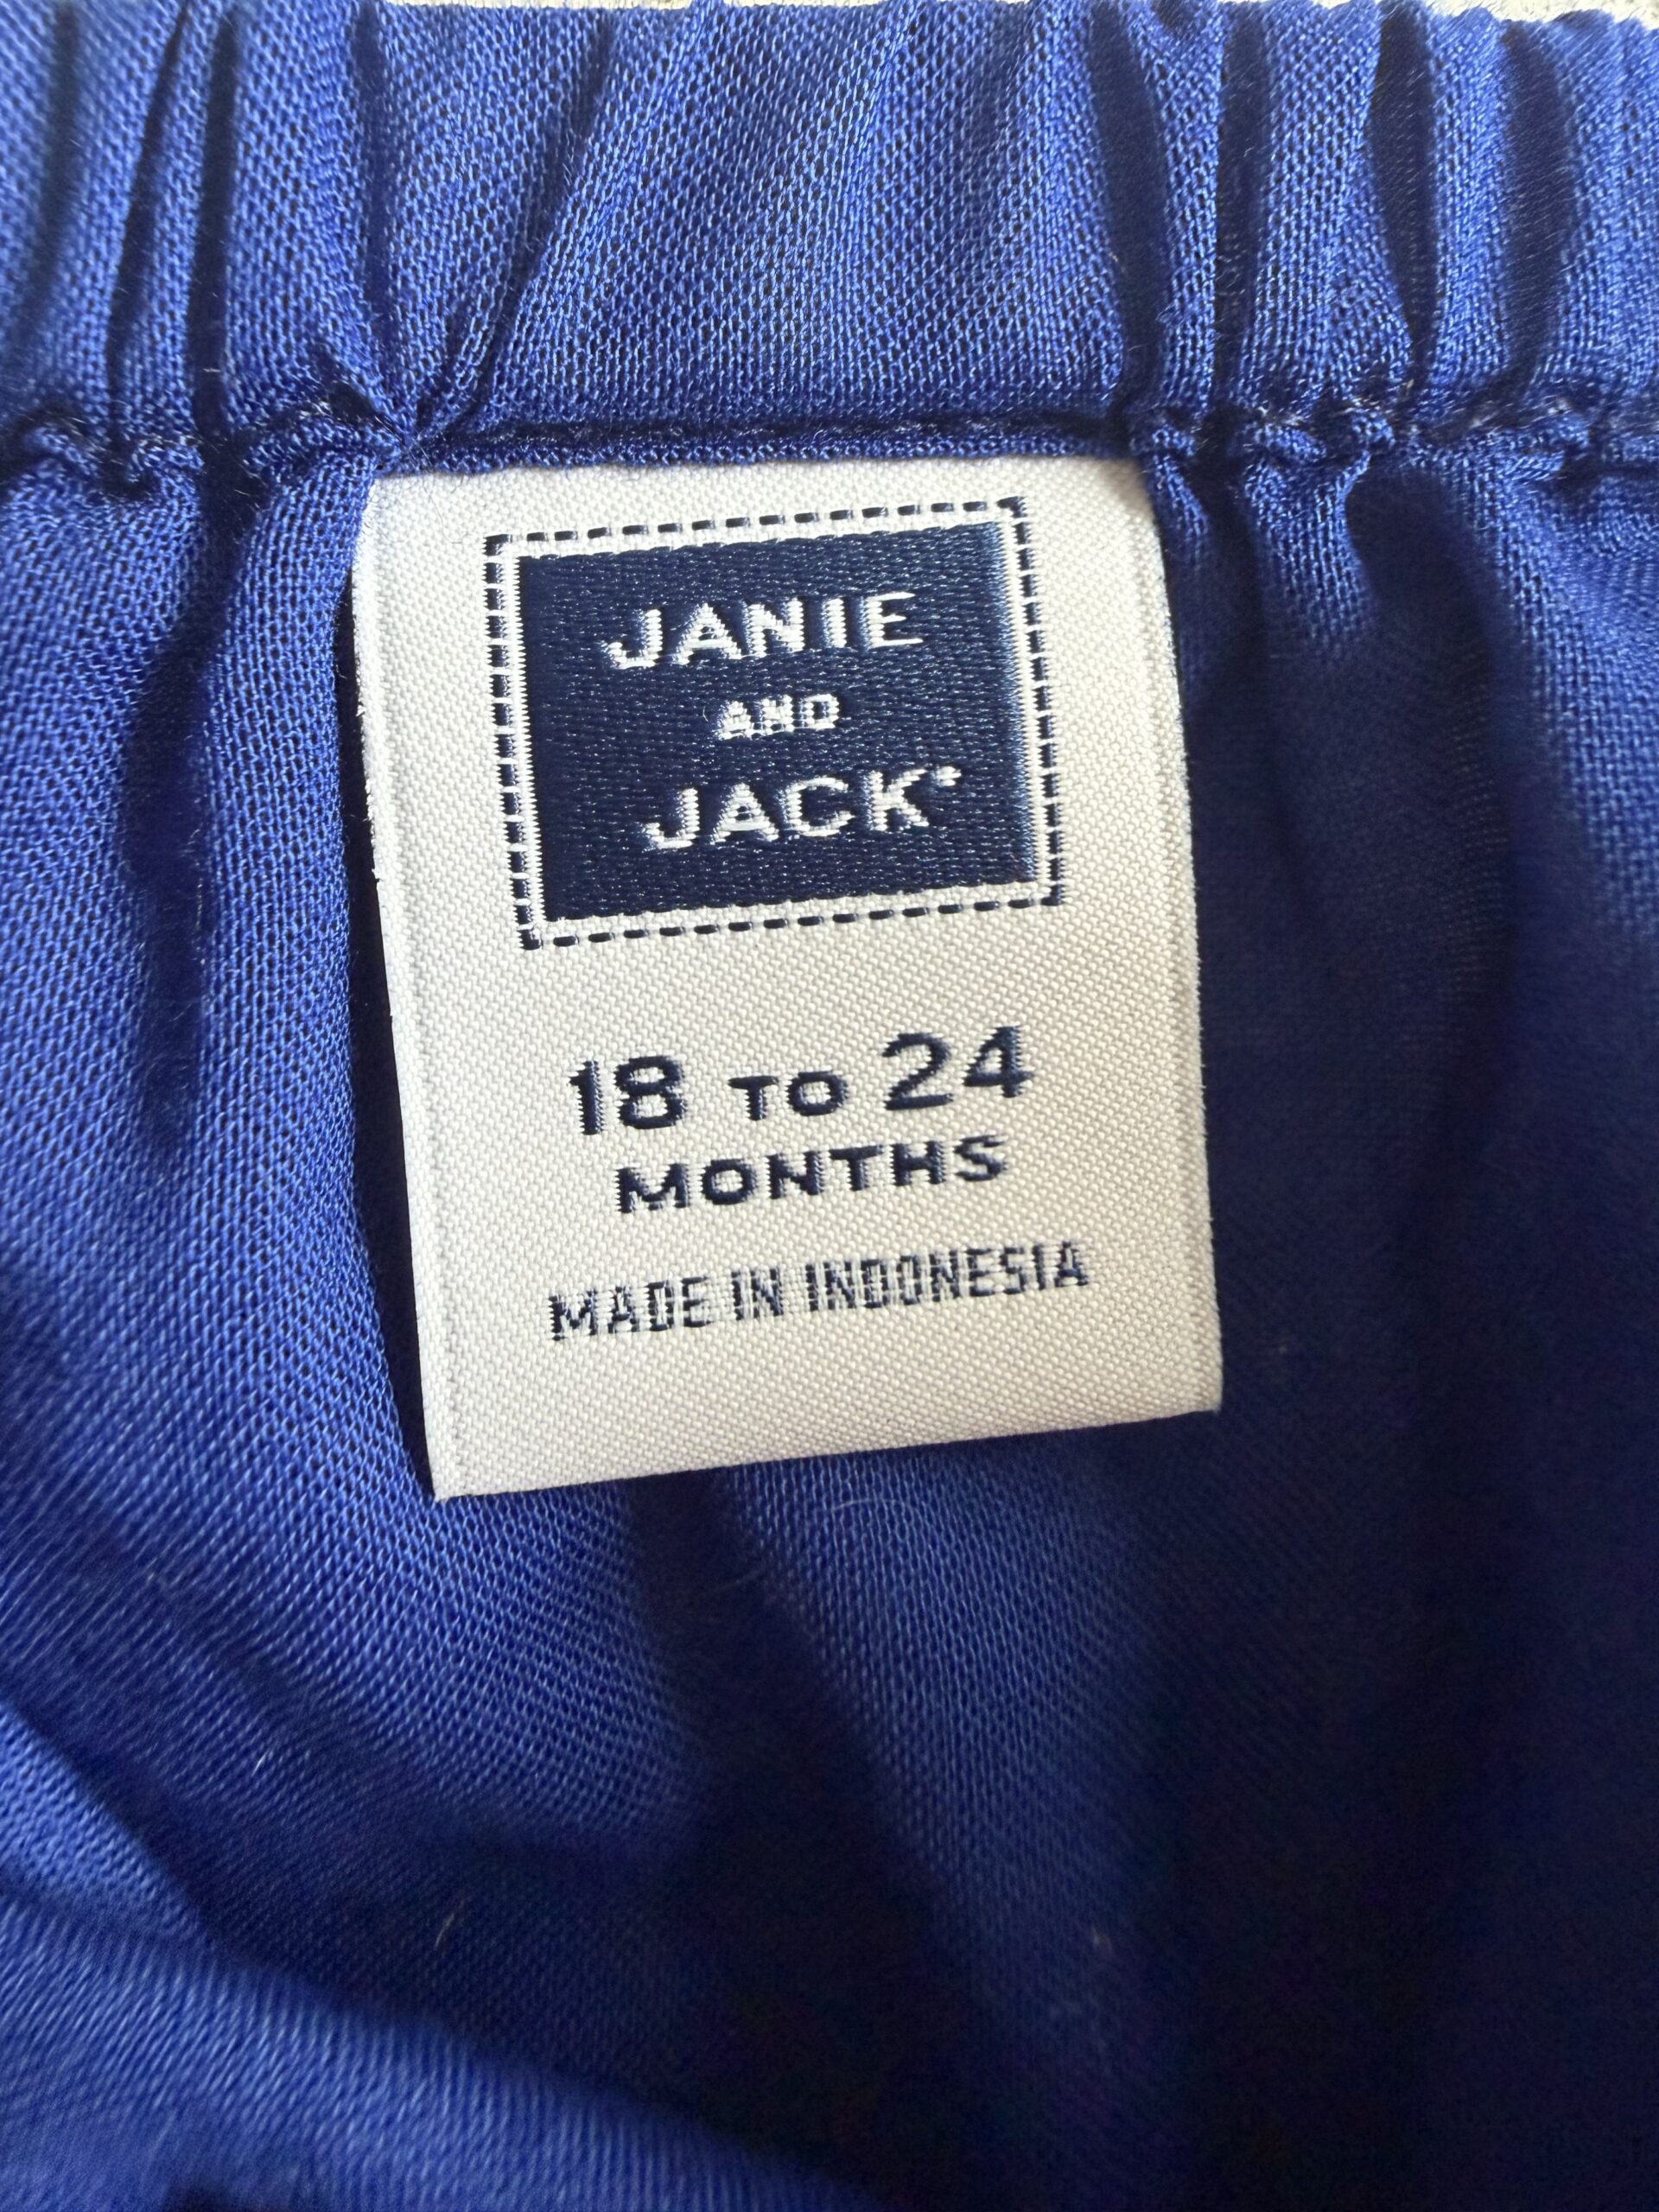 JANIE
AND
JACK
18 TO 24
MONTHS
MADE IN INDONESIA